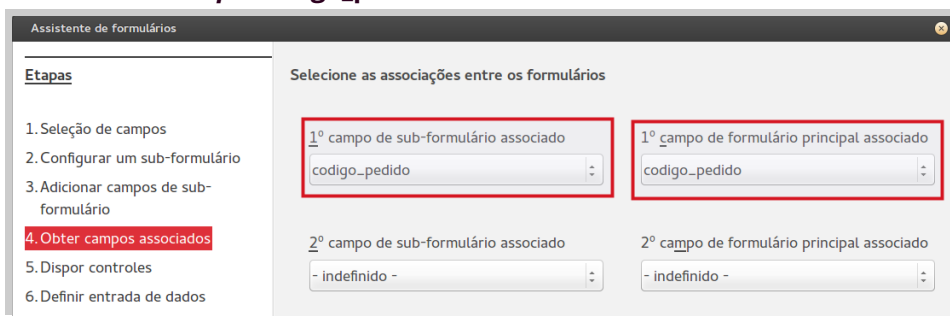 Assistente de formulários
Etapas
1. Seleção de campos
2. Configurar um sub-formulário
3. Adicionar campos de sub-
formulário
4. Obter campos associados
5. Dispor controles
6. Definir entrada de dados
Selecione as associações entre os formulários
1º campo de sub-formulário associado
1º campo de formulário principal associado
codigo_pedido
codigo_pedido
2º campo de sub-formulário associado
2º campo de formulário principal associado
- indefinido -
- indefinido -